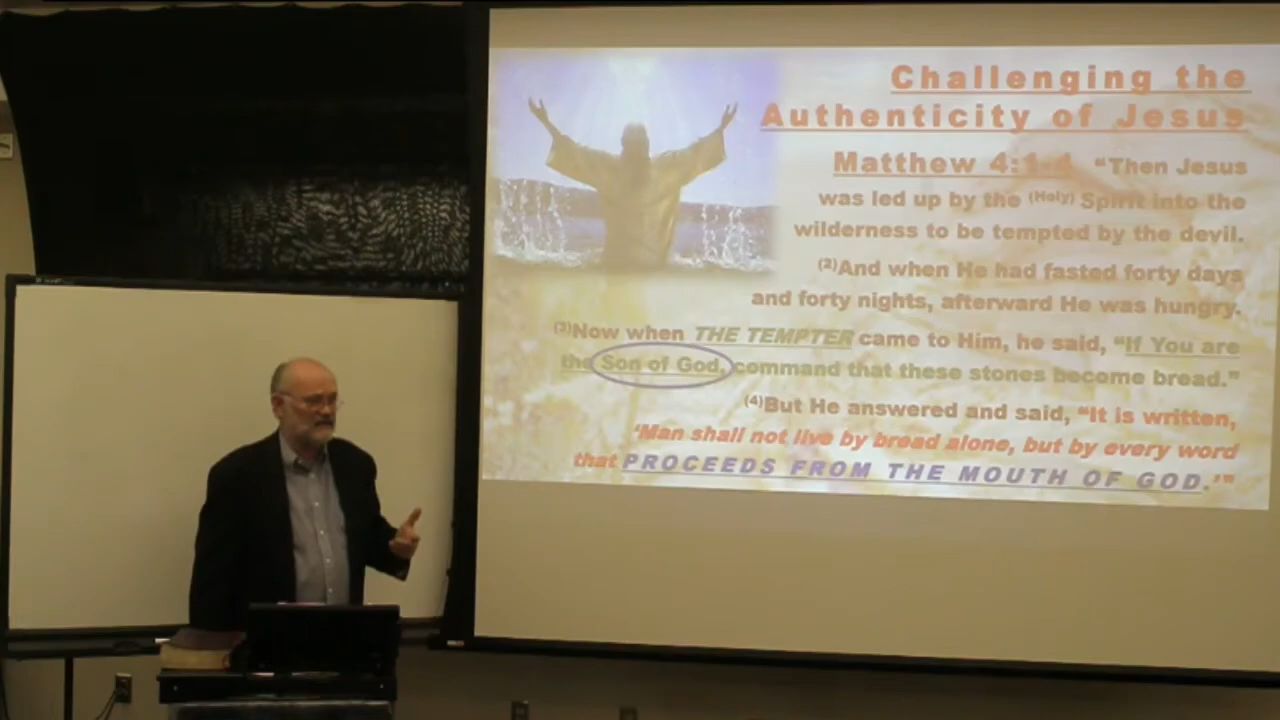 Challenging the
Authenticity of Jesus
Matthew 4:1-4 “Then Jesus
was led up by the (Holy) Spirit into the
wilderness to be tempted by the devil.
(2)And when He had fasted forty days
and forty nights, afterward He was hungry.
(3)Now when THE TEMPTER came to Him, he said, “If You are
the Son of God, command that these stones become bread.”
(4)But He answered and said, “It is written,
‘Man shall not live by bread alone, but by every word
that PROCEEDS FROM THE MOUTH OF GOD.’”